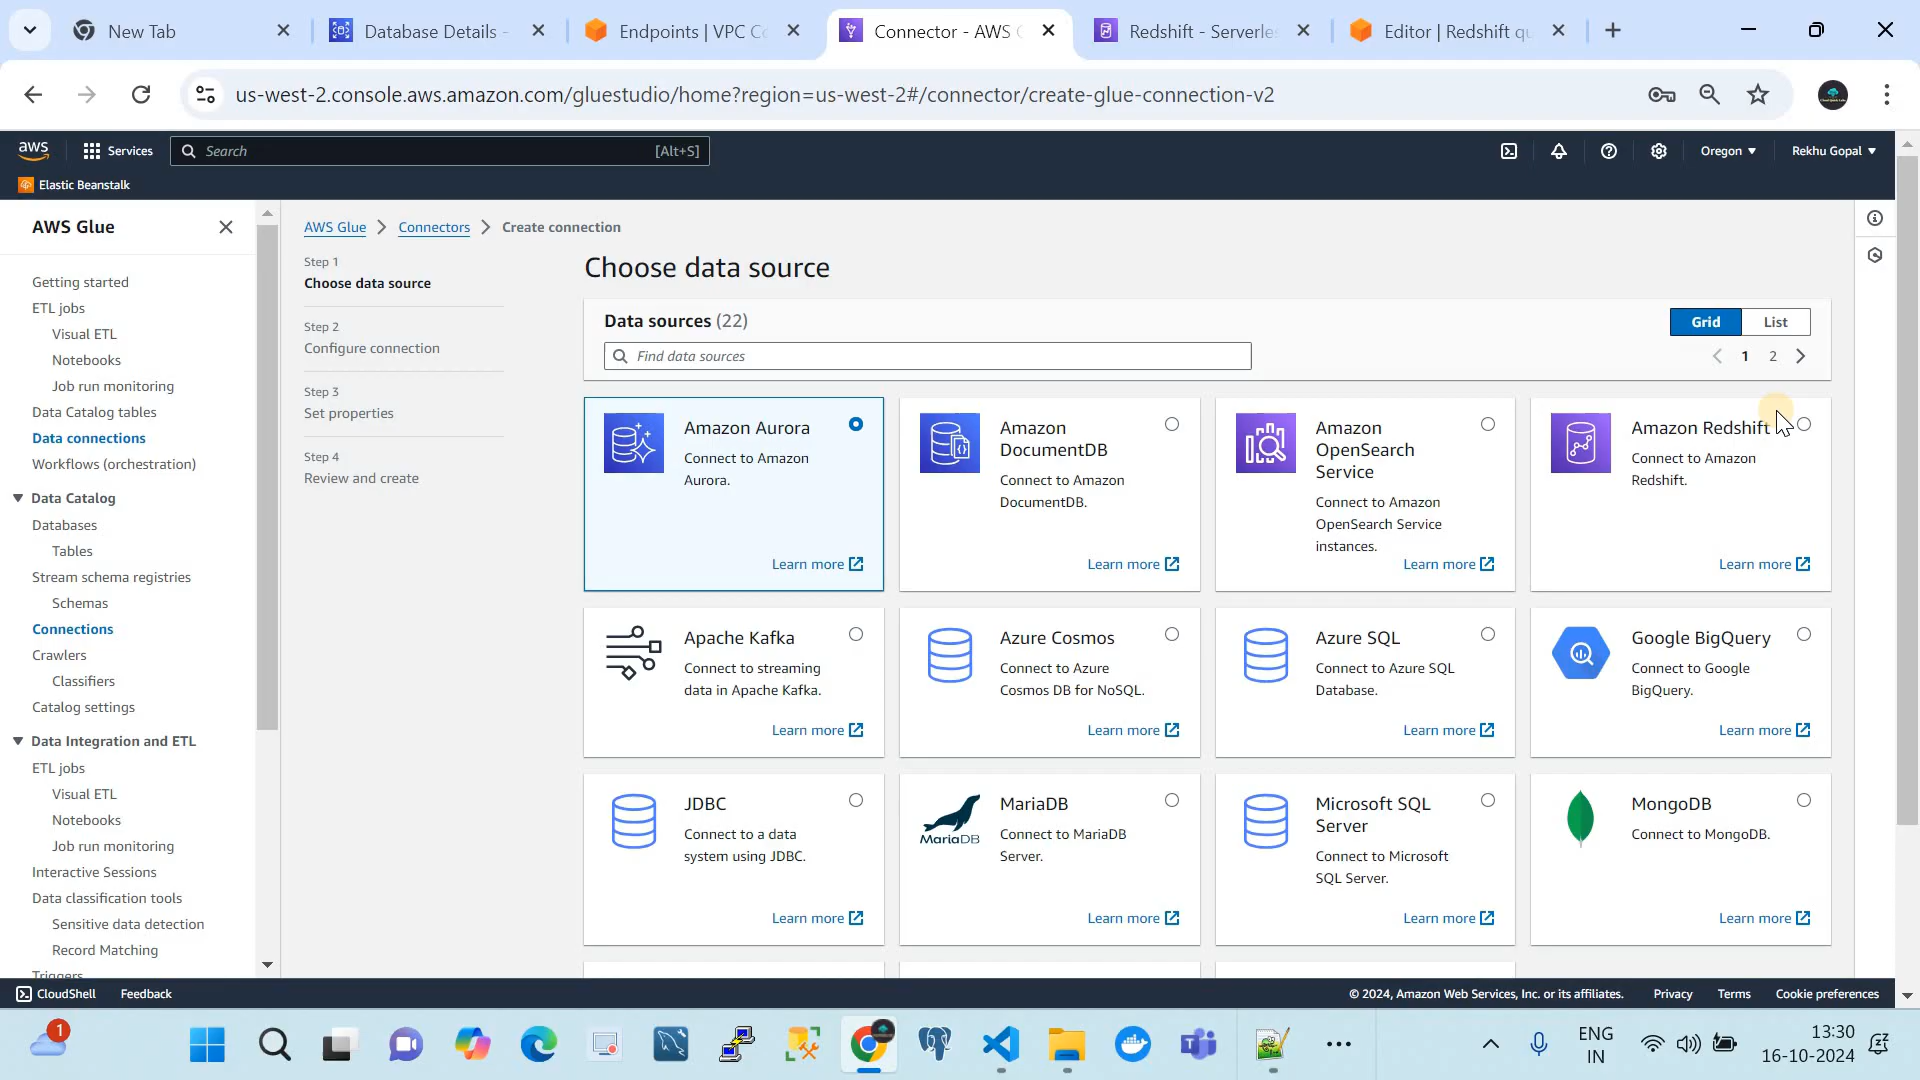 New Tab
Database Details -
Endpoints | VPC Co
Connector - AWS G
Redshift - Serverles
Editor | Redshift qu
us-west-2.console.aws.amazon.com/gluestudio/home?region=us-west-2#/connector/create-glue-connection-v2
aws
Services
Search
[Alt+S]
Oregon
Rekhu Gopal
Elastic Beanstalk
AWS Glue
Getting started
ETL jobs
Visual ETL
Notebooks
Job run monitoring
Data Catalog tables
Data connections
Workflows (orchestration)
Data Catalog
Databases
Tables
Stream schema registries
Schemas
Connections
Crawlers
Classifiers
Catalog settings
Data Integration and ETL
ETL jobs
Visual ETL
Notebooks
Job run monitoring
Interactive Sessions
Data classification tools
Sensitive data detection
Record Matching
Triggers
AWS Glue
Connectors
Create connection
Step 1
Choose data source
Step 2
Configure connection
Step 3
Set properties
Step 4
Review and create
Choose data source
Data sources (22)
Grid
List
Find data sources
1
2
Amazon Aurora
Connect to Amazon
Aurora.
Learn more
Amazon
DocumentDB
Connect to Amazon
DocumentDB.
Learn more
Amazon
OpenSearch
Service
Connect to Amazon
OpenSearch Service
instances.
Learn more
Amazon Redshift
Connect to Amazon
Redshift.
Learn more
Apache Kafka
Connect to streaming
data in Apache Kafka.
Learn more
Azure Cosmos
Connect to Azure
Cosmos DB for NoSQL.
Learn more
Azure SQL
Connect to Azure SQL
Database.
Learn more
Google BigQuery
Connect to Google
BigQuery.
Learn more
JDBC
Connect to a data
system using JDBC.
Learn more
MariaDB
MariaDB
Connect to MariaDB
Server.
Learn more
Microsoft SQL
Server
Connect to Microsoft
SQL Server.
Learn more
MongoDB
Connect to MongoDB.
Learn more
CloudShell
Feedback
© 2024, Amazon Web Services, Inc. or its affiliates.
Privacy
Terms
Cookie preferences
1
ENG
IN
13:30
16-10-2024